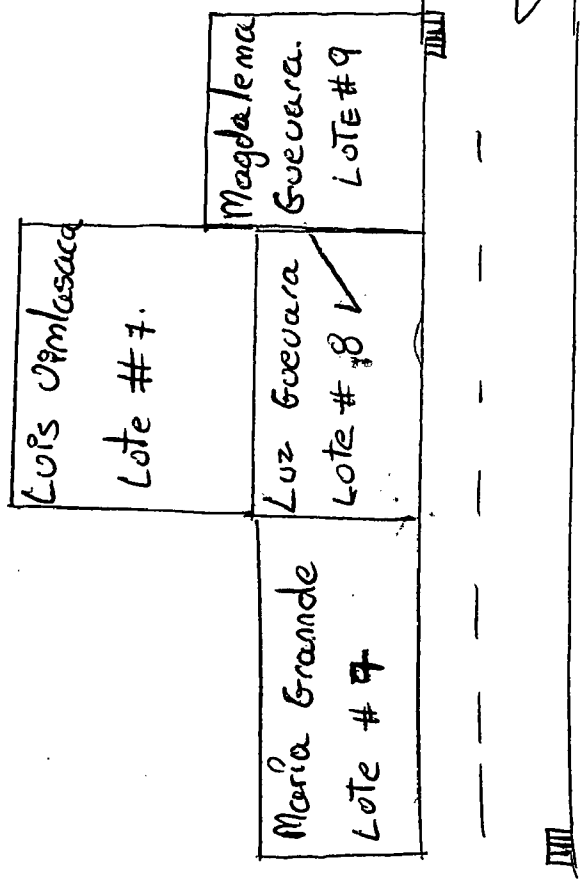 Magdalena
Guevara.
LOTE #9
Luis
Lote #7.
Luz Guevara
Lote #8
Maria Grande
Lote #